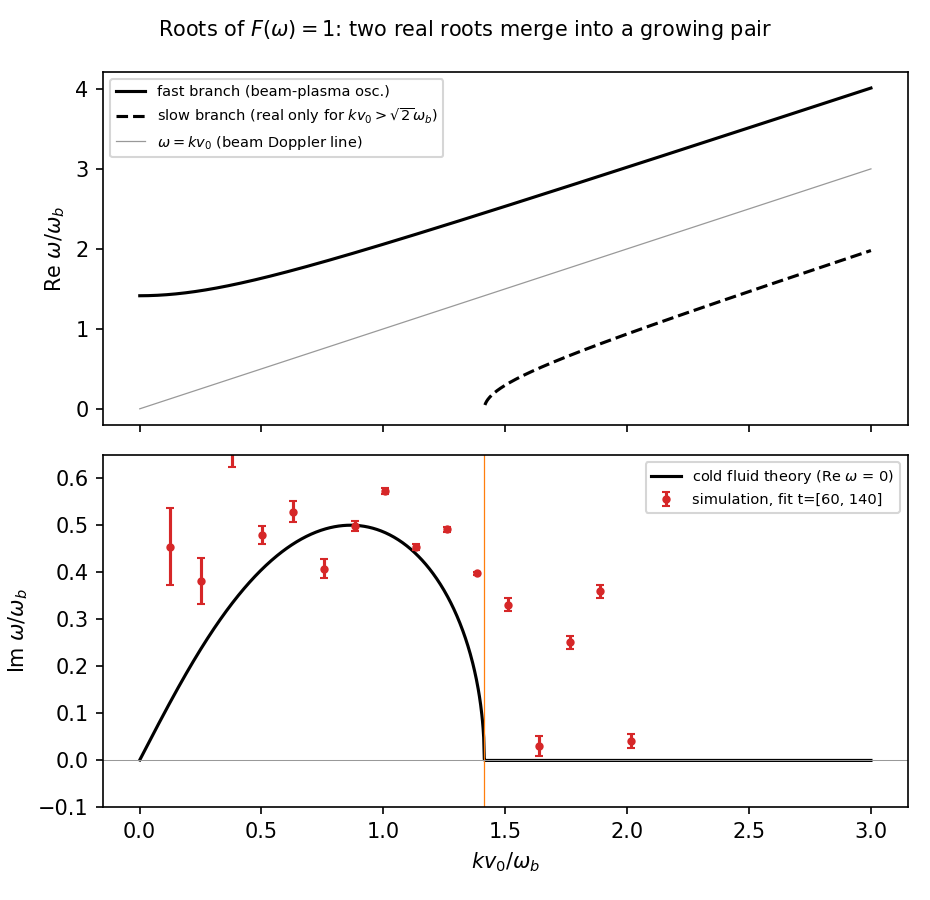 Roots of F(ω) = 1: two real roots merge into a growing pair
fast branch (beam-plasma osc.)
slow branch (real only for kv₀ > √2ω_b)
ω = kv₀ (beam Doppler line)
4
3
2
1
0
Re ω/ω_b
cold fluid theory (Re ω = 0)
simulation, fit t=[60, 140]
0.6
0.5
0.4
0.3
0.2
0.1
0.0
−0.1
Im ω/ω_b
0.0 0.5 1.0 1.5 2.0 2.5 3.0
kv₀/ω_b